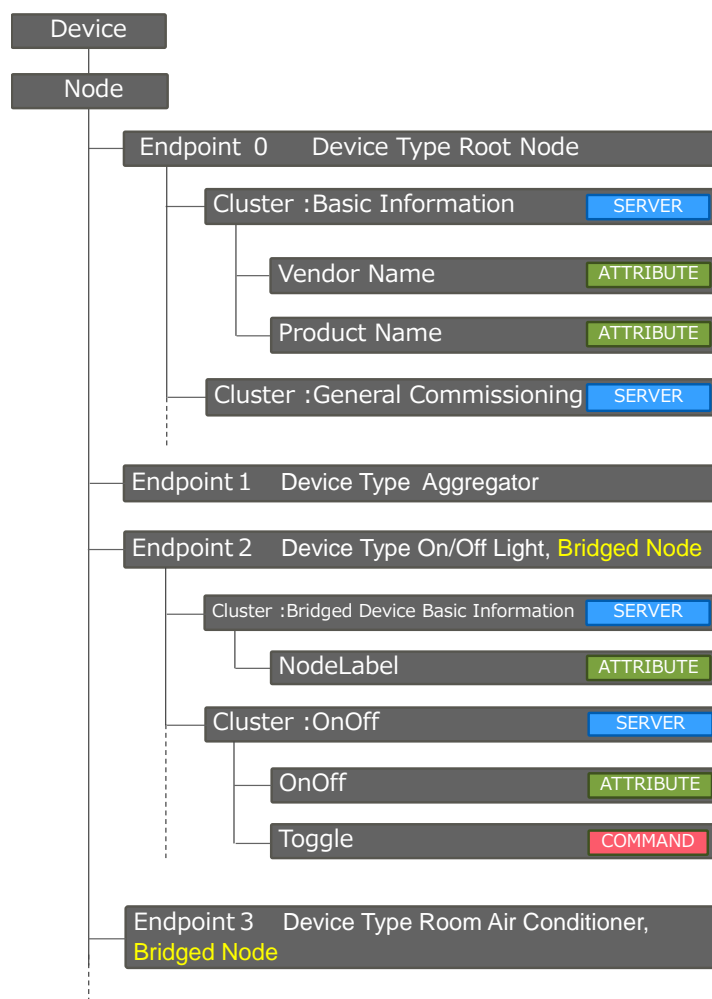 Device
Node
Endpoint 0 Device Type Root Node
Cluster :Basic Information SERVER
Vendor Name ATTRIBUTE
Product Name ATTRIBUTE
Cluster :General Commissioning SERVER
Endpoint 1 Device Type Aggregator
Endpoint 2 Device Type On/Off Light, Bridged Node
Cluster :Bridged Device Basic Information SERVER
NodeLabel ATTRIBUTE
Cluster :OnOff SERVER
OnOff ATTRIBUTE
Toggle COMMAND
Endpoint 3 Device Type Room Air Conditioner,
Bridged Node